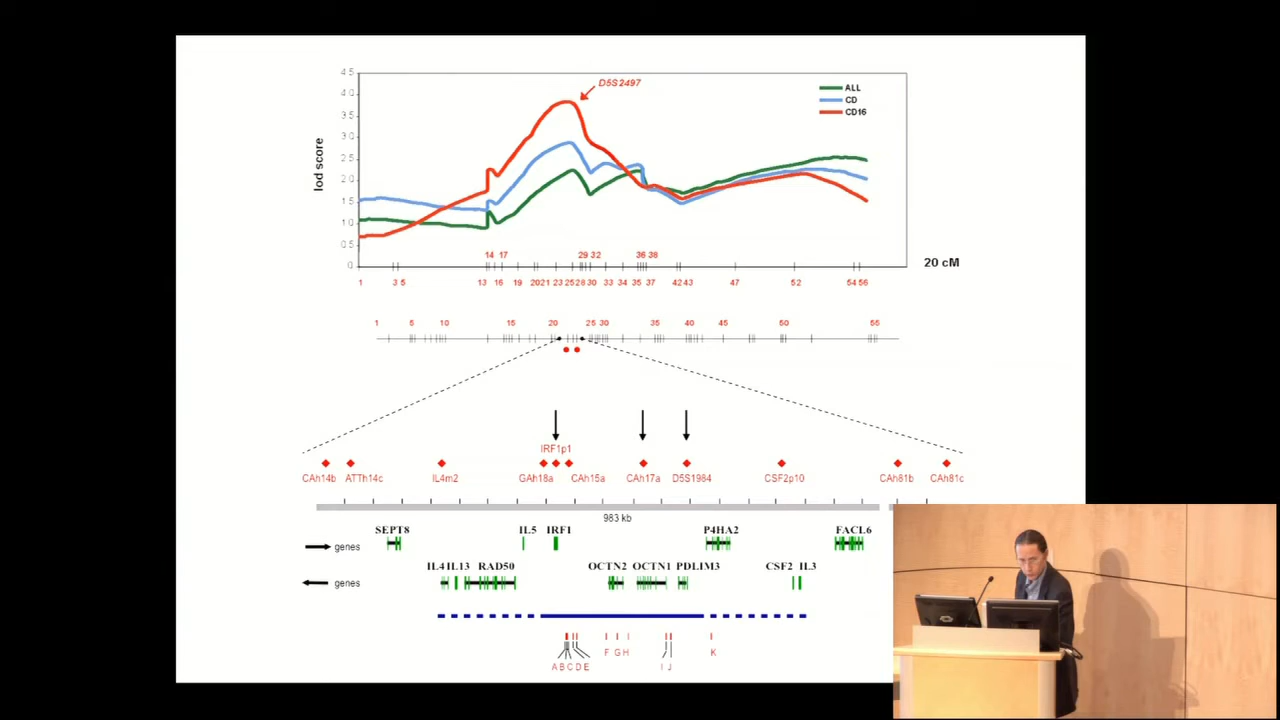 D5S2497
ALL
CD
CD16
lod score
4.5
4.0
3.5
3.0
2.5
2.0
1.5
1.0
0.5
0
14 17 29 32 36 38
20 cM
1 3 5 13 16 19 20 21 23 25 28 30 33 34 35 37 42 43 47 52 54 56
1 5 10 15 20 25 30 35 40 45 50 55
IRF1p1
CAh14b ATTh14c IL4m2 GAh18a CAh15a CAh17a D5S1984 CSF2p10 CAh81b CAh81c
983 kb
SEPT8 IL5 IRF1 P4HA2 FACL6
genes
IL4 IL13 RAD50 OCTN2 OCTN1 PDLIM3 CSF2 IL3
genes
F G H K
A B C D E I J